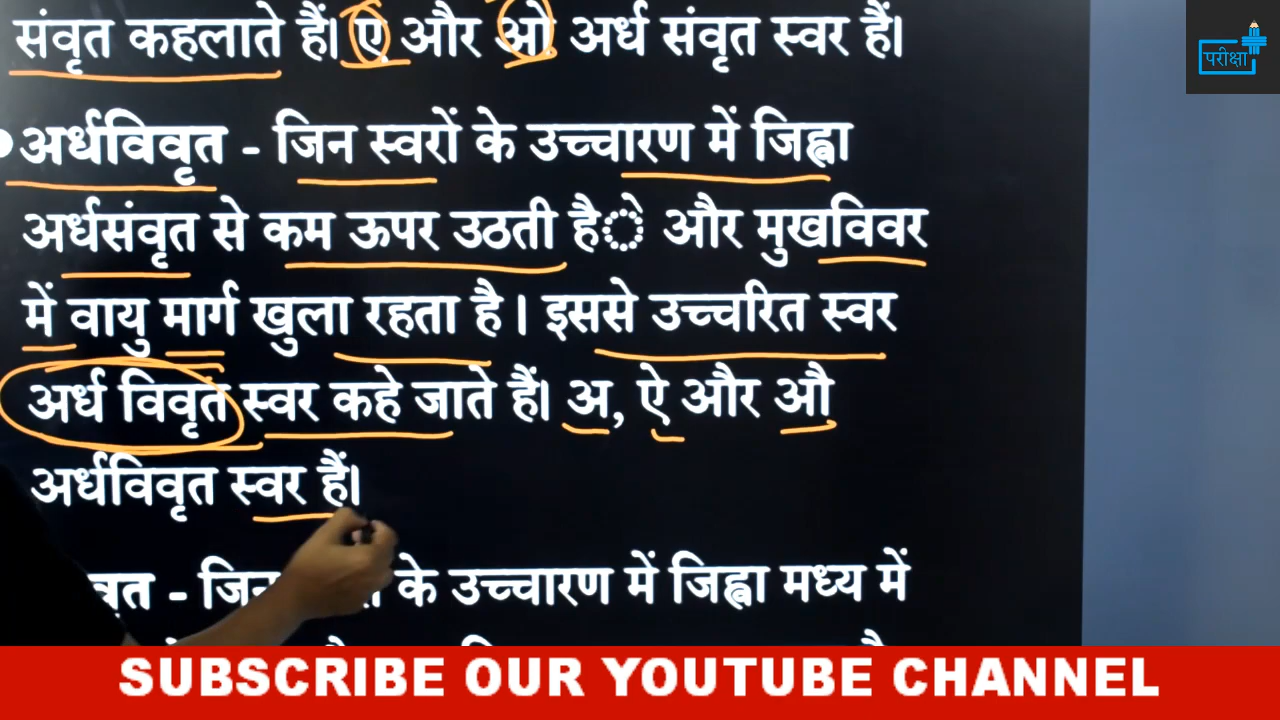 संवृत कहलाते हैं। ए और ओ अर्ध संवृत स्वर हैं।
परीक्षा
अर्धविवृत - जिन स्वरों के उच्चारण में जिह्वा
अर्धसंवृत से कम ऊपर उठती हैे और मुखविवर
में वायु मार्ग खुला रहता है । इससे उच्चरित स्वर
अर्ध विवृत स्वर कहे जाते हैं। अ, ऐ और औ
अर्धविवृत स्वर हैं।
के उच्चारण में जिह्वा मध्य में
SUBSCRIBE OUR YOUTUBE CHANNEL